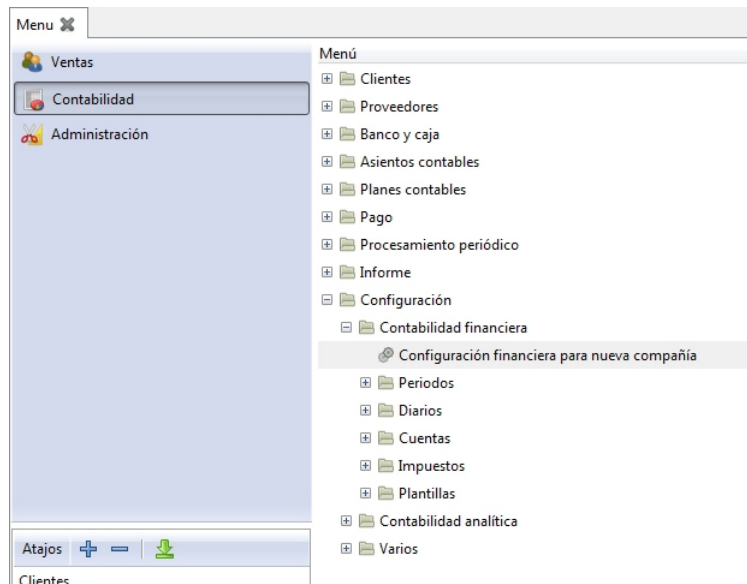 Menu
Ventas
Contabilidad
Administración
Menú
Clientes
Proveedores
Banco y caja
Asientos contables
Planes contables
Pago
Procesamiento periódico
Informe
Configuración
Contabilidad financiera
Configuración financiera para nueva compañía
Periodos
Diarios
Cuentas
Impuestos
Plantillas
Contabilidad analítica
Varios
Atajos
Clientes